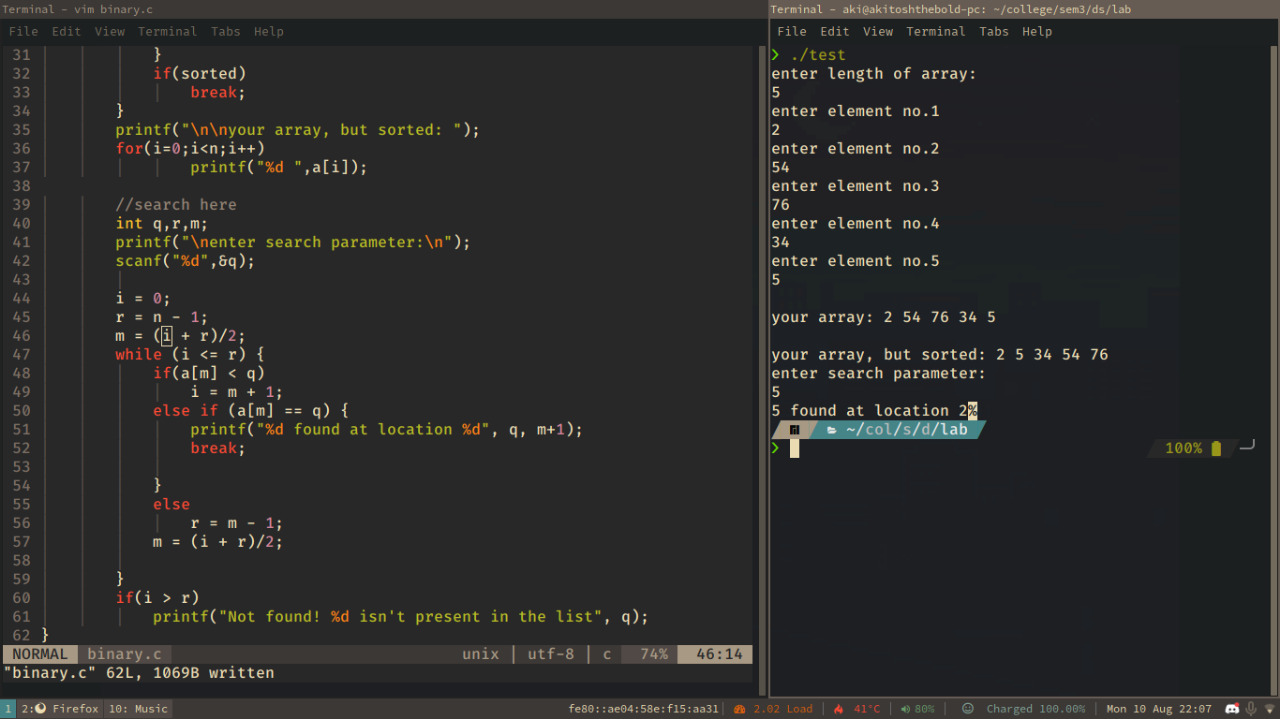 Terminal - vim binary.c
File Edit View Terminal Tabs Help
31 }
32 if(sorted)
33 break;
34 }
35 printf("\n\nyour array, but sorted: ");
36 for(i=0;i<n;i++)
37 printf("%d ",a[i]);
38
39 //search here
40 int q,r,m;
41 printf("\nenter search parameter:\n");
42 scanf("%d",&q);
43
44 i = 0;
45 r = n - 1;
46 m = (i + r)/2;
47 while (i <= r) {
48 if(a[m] < q)
49 i = m + 1;
50 else if (a[m] == q) {
51 printf("%d found at location %d", q, m+1);
52 break;
53
54 }
55 else
56 r = m - 1;
57 m = (i + r)/2;
58
59 }
60 if(i > r)
61 printf("Not found! %d isn't present in the list", q);
62 }
NORMAL binary.c unix | utf-8 | c 74% 46:14
"binary.c" 62L, 1069B written
Terminal - aki@akitoshthebold-pc: ~/college/sem3/ds/lab
File Edit View Terminal Tabs Help
❯ ./test
enter length of array:
5
enter element no.1
2
enter element no.2
54
enter element no.3
76
enter element no.4
34
enter element no.5
5
your array: 2 54 76 34 5
your array, but sorted: 2 5 34 54 76
enter search parameter:
5
5 found at location 2%
~/col/s/d/lab
❯ 100%
1 2: Firefox 10: Music fe80::ae04:58e:f15:aa31 2.02 Load 41°C 80% Charged 100.00% Mon 10 Aug 22:07